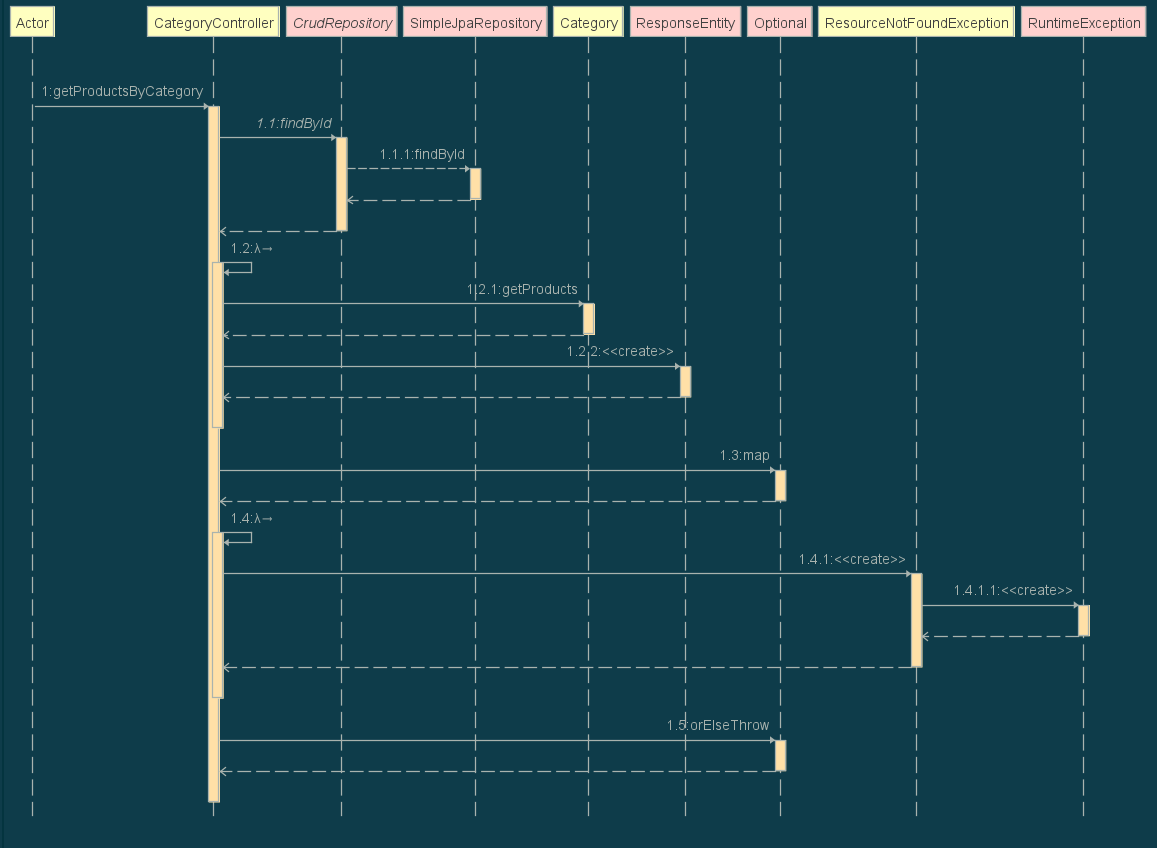 Actor CategoryController CrudRepository SimpleJpaRepository Category ResponseEntity Optional ResourceNotFoundException RuntimeException
1:getProductsByCategory
1.1:findById
1.1.1:findById
1.2:λ→
1.2.1:getProducts
1.2.2:<<create>>
1.3:map
1.4:λ→
1.4.1:<<create>>
1.4.1.1:<<create>>
1.5:orElseThrow